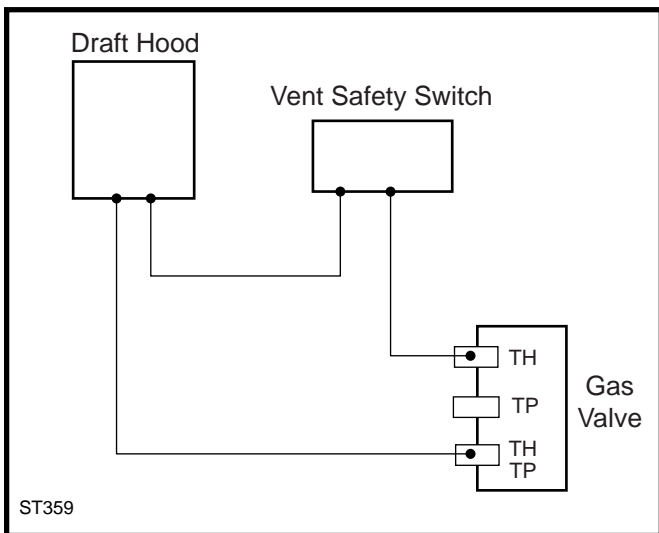 Draft Hood
Vent Safety Switch
TH
TP
Gas
Valve
TH
TP
ST359